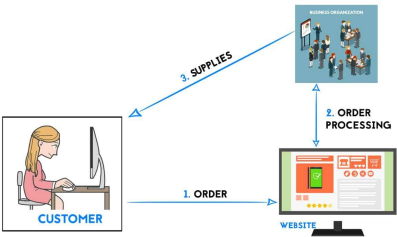 BUSINESS ORGANIZATION
3. SUPPLIES
2. ORDER
PROCESSING
1. ORDER
CUSTOMER
WEBSITE